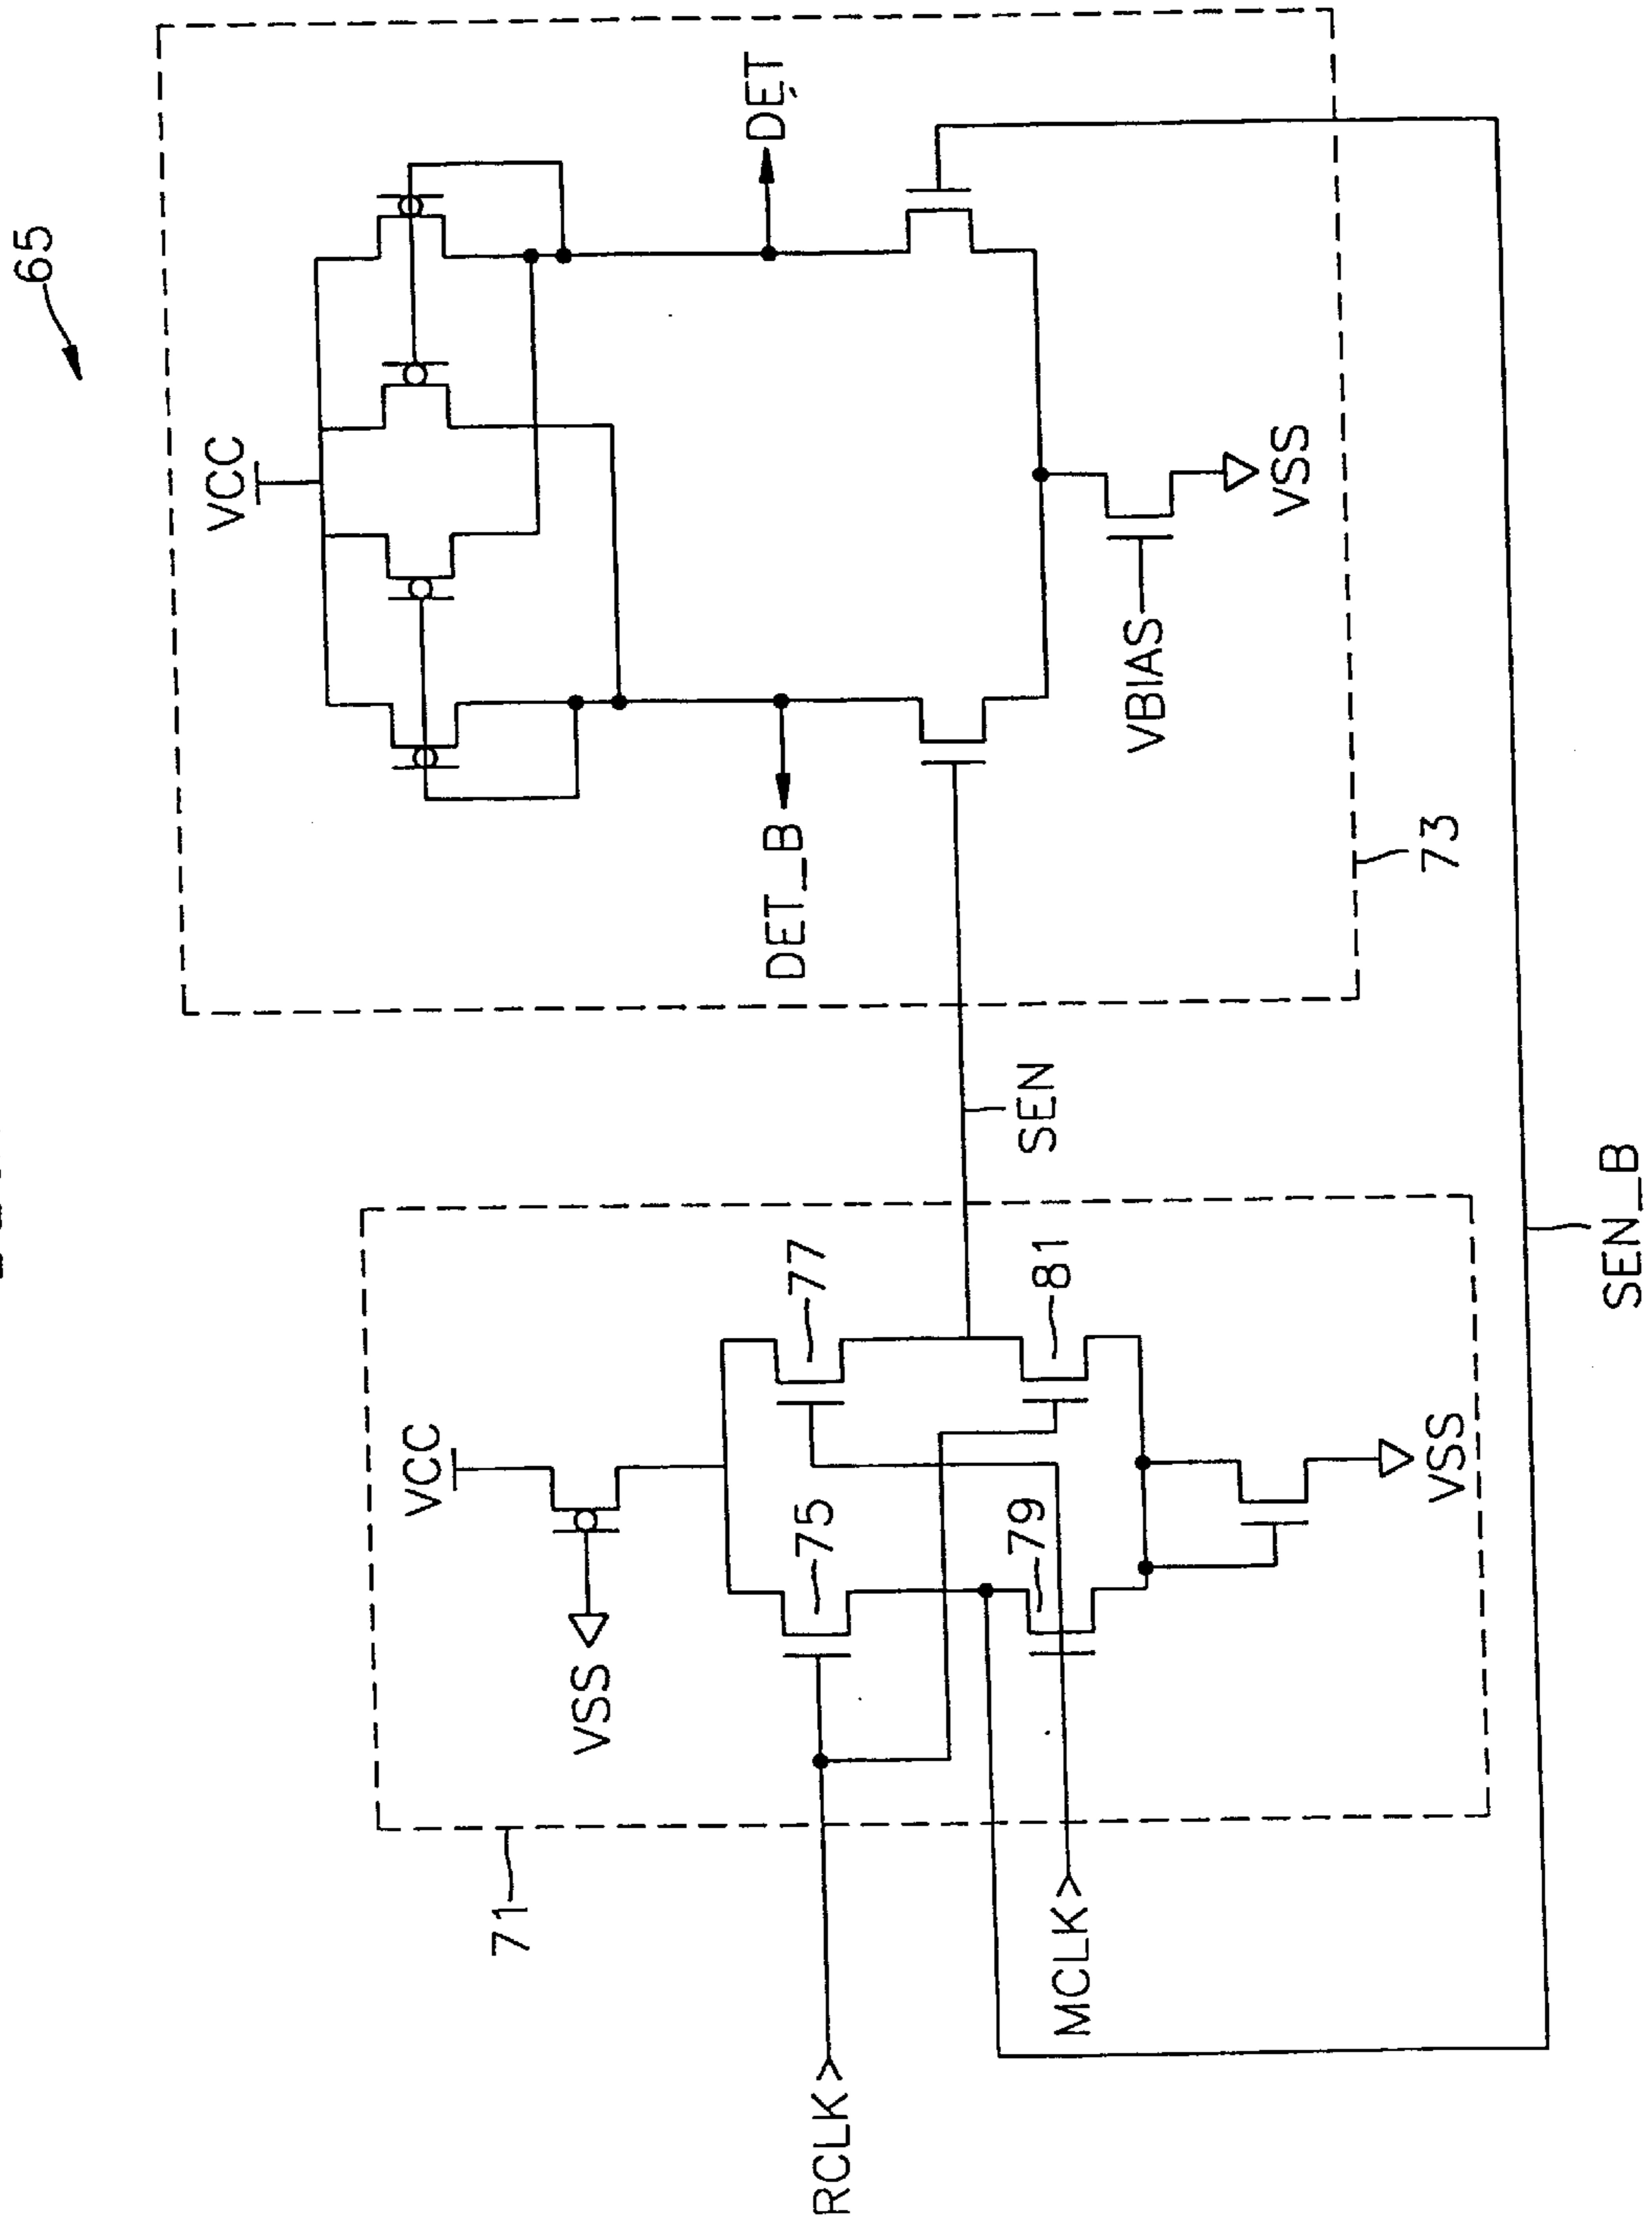 65
VCC
DET
DET_B
VBIAS
VSS
73
SEN
SEN_B
71
VCC
VSS
75
77
79
81
VSS
RCLK
MCLK